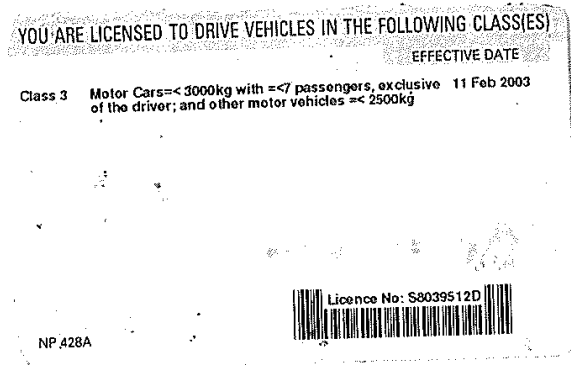 YOU ARE LICENSED TO DRIVE VEHICLES IN THE FOLLOWING CLASS(ES)
EFFECTIVE DATE
Class 3 Motor Cars=< 3000kg with =<7 passengers, exclusive 11 Feb 2003
of the driver; and other motor vehicles =< 2500kg
Licence No: S8039512D
NP 428A